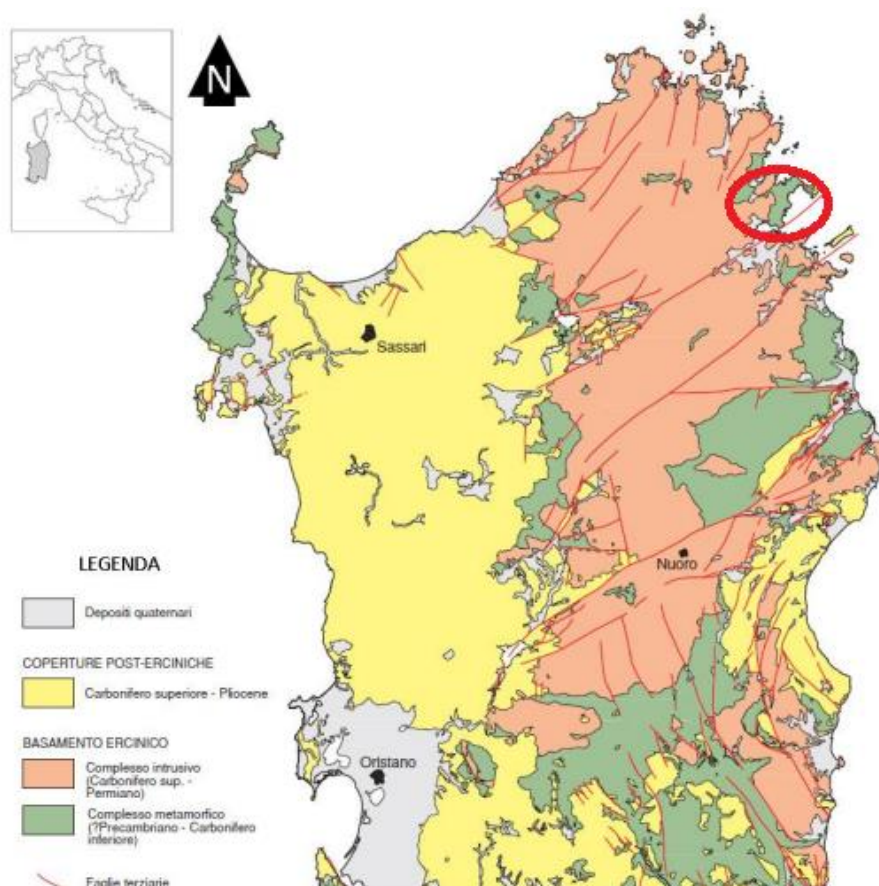 N
Sassari
Nuoro
Oristano
LEGENDA
Depositi quaternari
COPERTURE POST-ERCINICHE
Carbonifero superiore - Pliocene
BASAMENTO ERCINICO
Complesso intrusivo
(Carbonifero sup. -
Permiano)
Complesso metamorfico
(?Precambriano - Carbonifero
inferiore)
Faglie terziarie